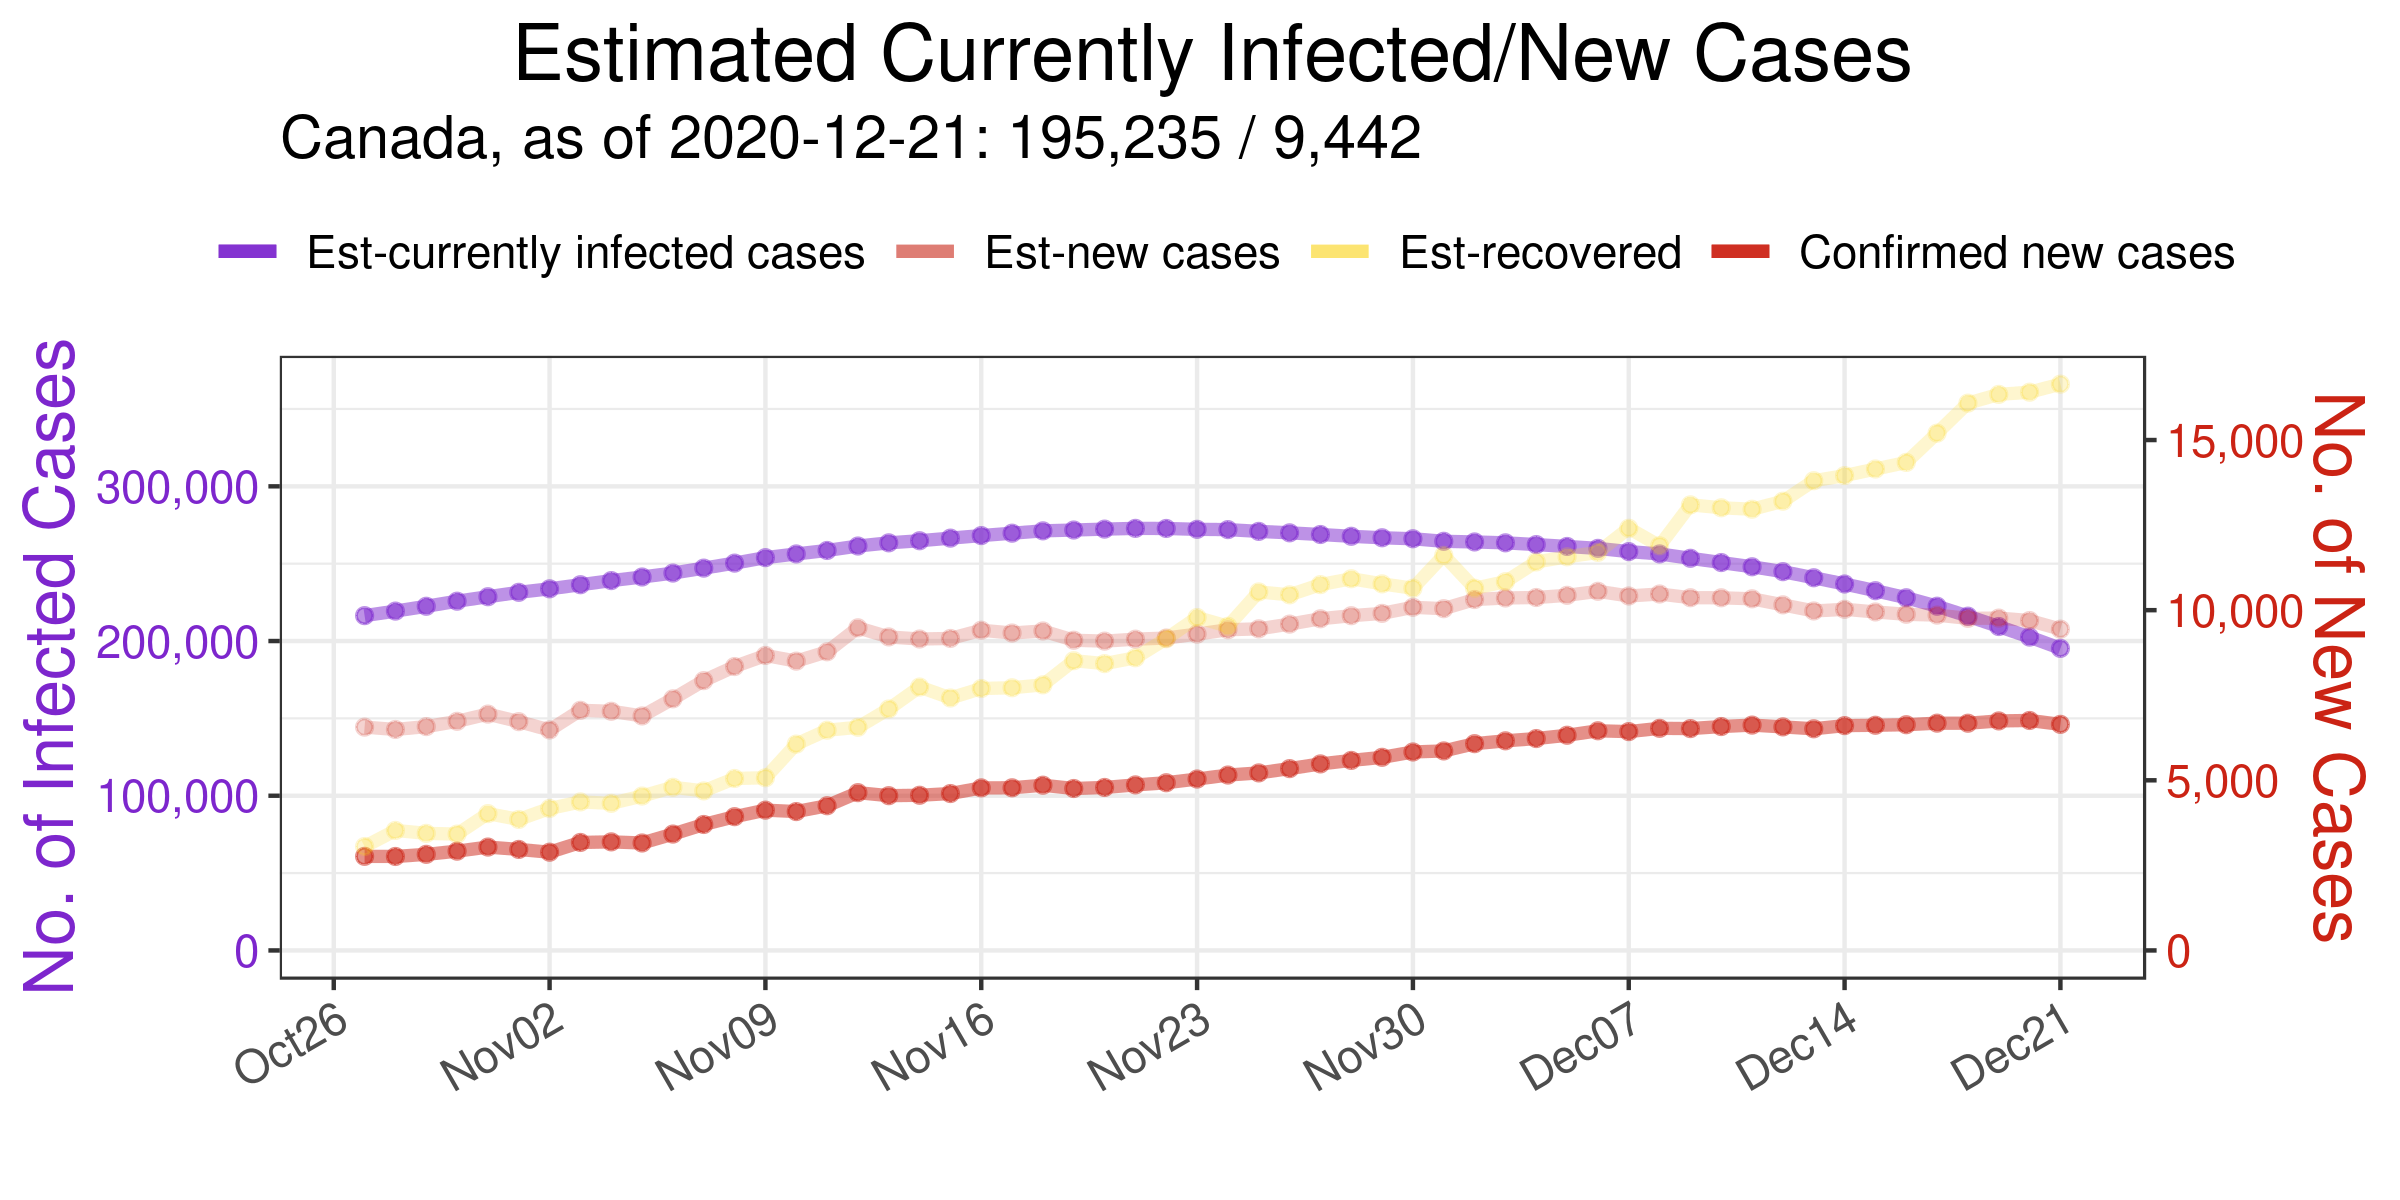 Estimated Currently Infected/New Cases
Canada, as of 2020-12-21: 195,235 / 9,442
Est-currently infected cases Est-new cases Est-recovered Confirmed new cases
No. of Infected Cases
300,000
200,000
100,000
0
15,000
10,000
5,000
0
No. of New Cases
Oct26 Nov02 Nov09 Nov16 Nov23 Nov30 Dec07 Dec14 Dec21